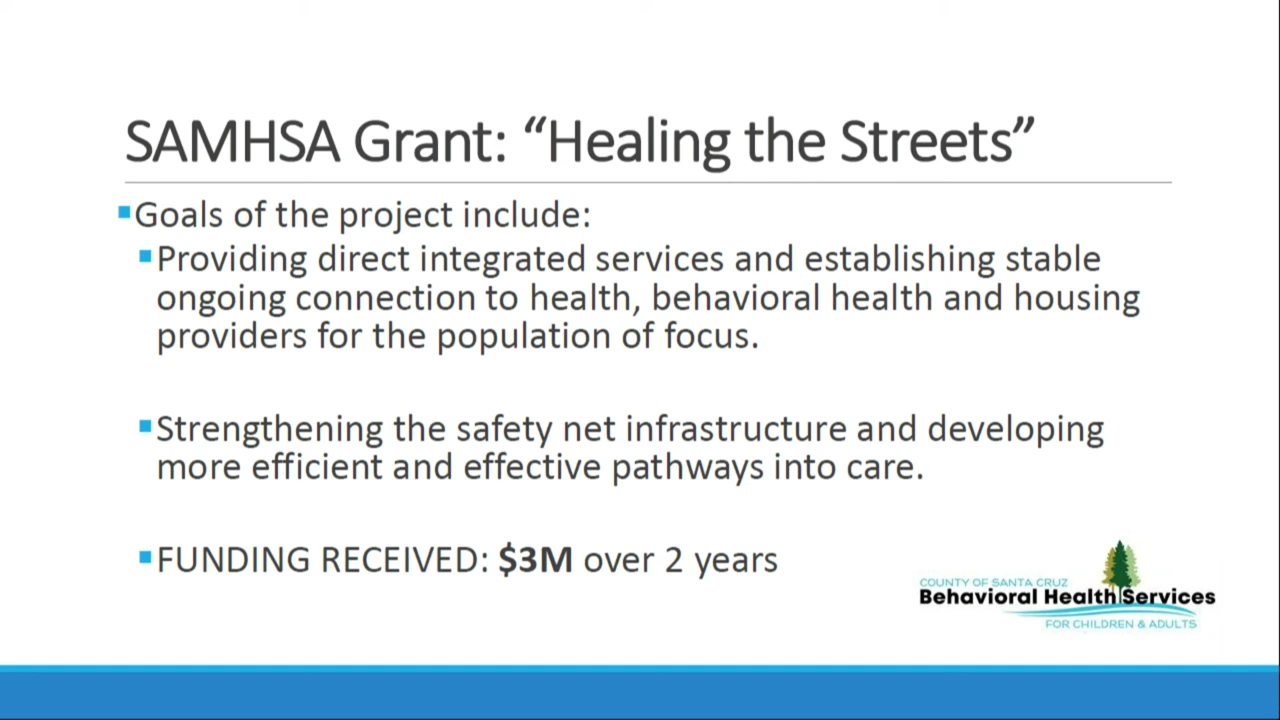 SAMHSA Grant: “Healing the Streets”
Goals of the project include:
Providing direct integrated services and establishing stable
ongoing connection to health, behavioral health and housing
providers for the population of focus.
Strengthening the safety net infrastructure and developing
more efficient and effective pathways into care.
FUNDING RECEIVED: $3M over 2 years
COUNTY OF SANTA CRUZ
Behavioral Health Services
FOR CHILDREN & ADULTS